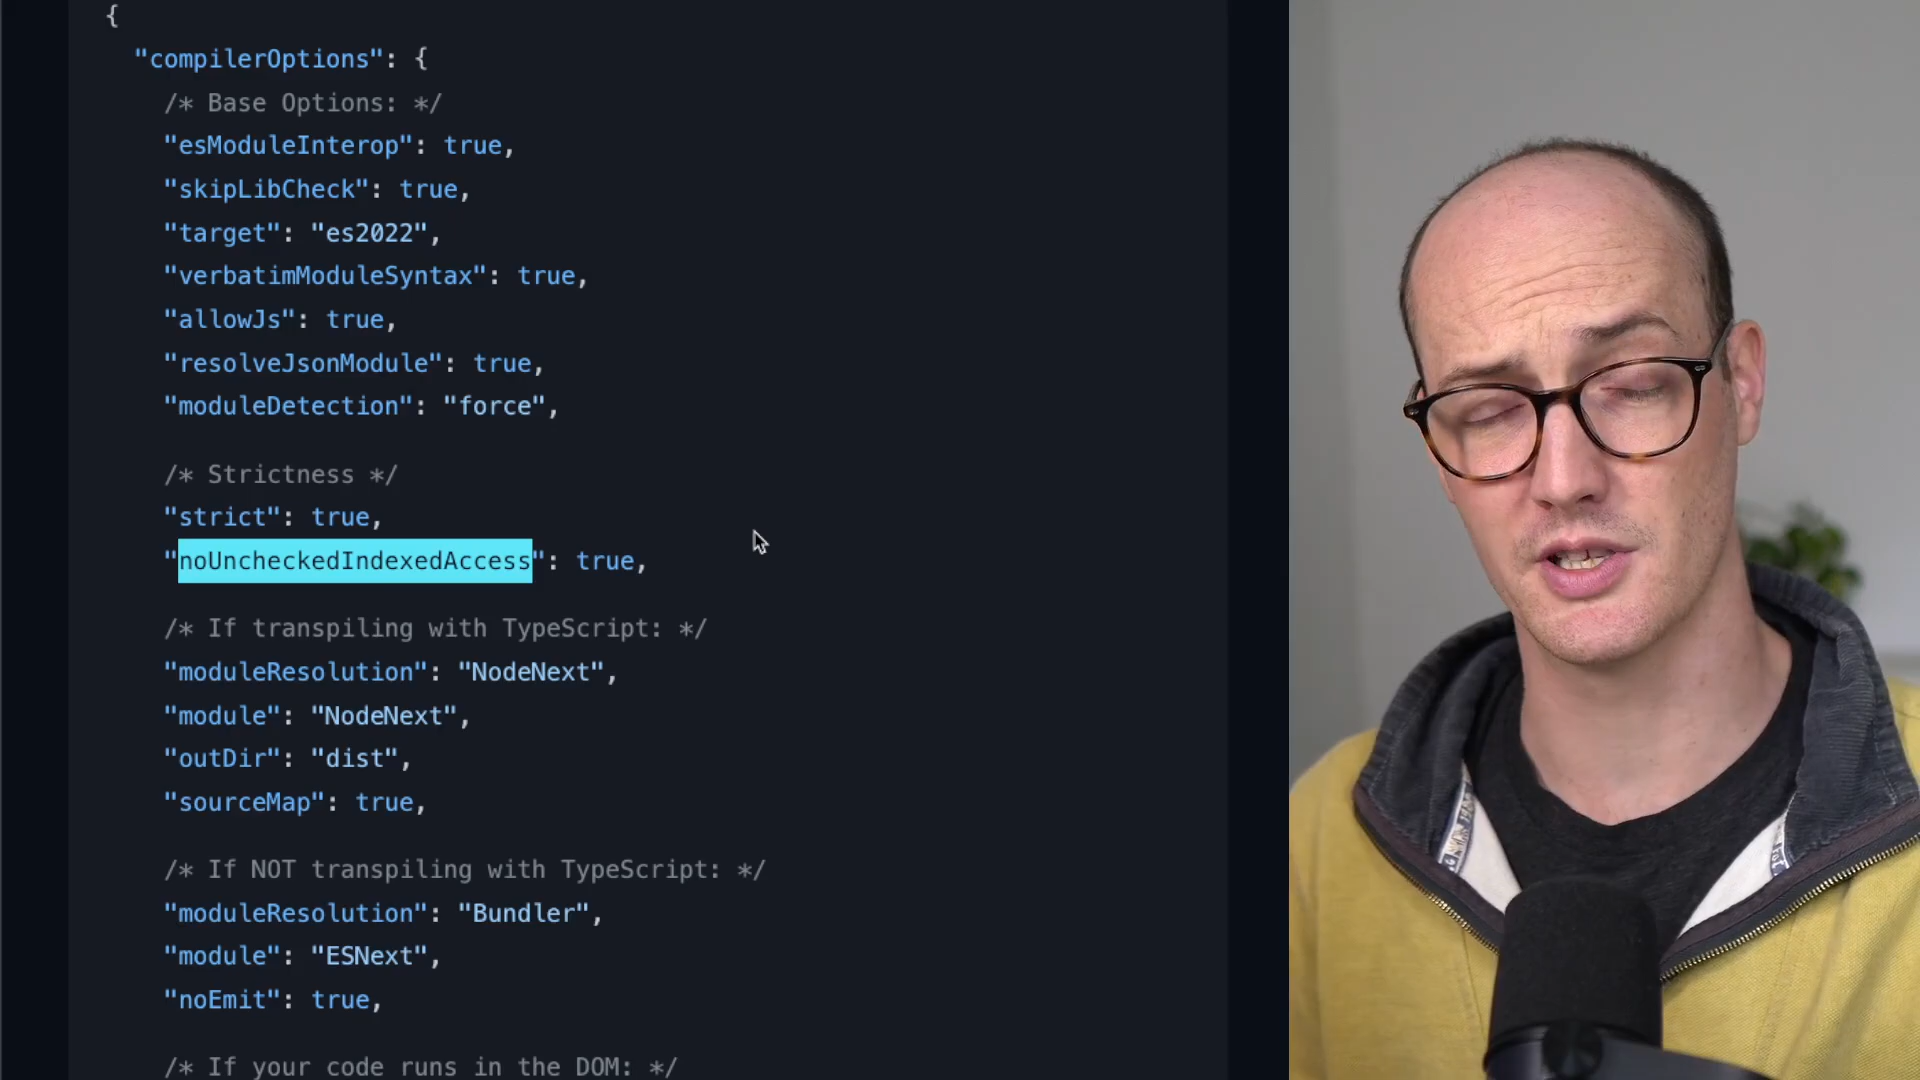 {
"compilerOptions": {
/* Base Options: */
"esModuleInterop": true,
"skipLibCheck": true,
"target": "es2022",
"verbatimModuleSyntax": true,
"allowJs": true,
"resolveJsonModule": true,
"moduleDetection": "force",
/* Strictness */
"strict": true,
"noUncheckedIndexedAccess": true,
/* If transpiling with TypeScript: */
"moduleResolution": "NodeNext",
"module": "NodeNext",
"outDir": "dist",
"sourceMap": true,
/* If NOT transpiling with TypeScript: */
"moduleResolution": "Bundler",
"module": "ESNext",
"noEmit": true,
/* If your code runs in the DOM: */